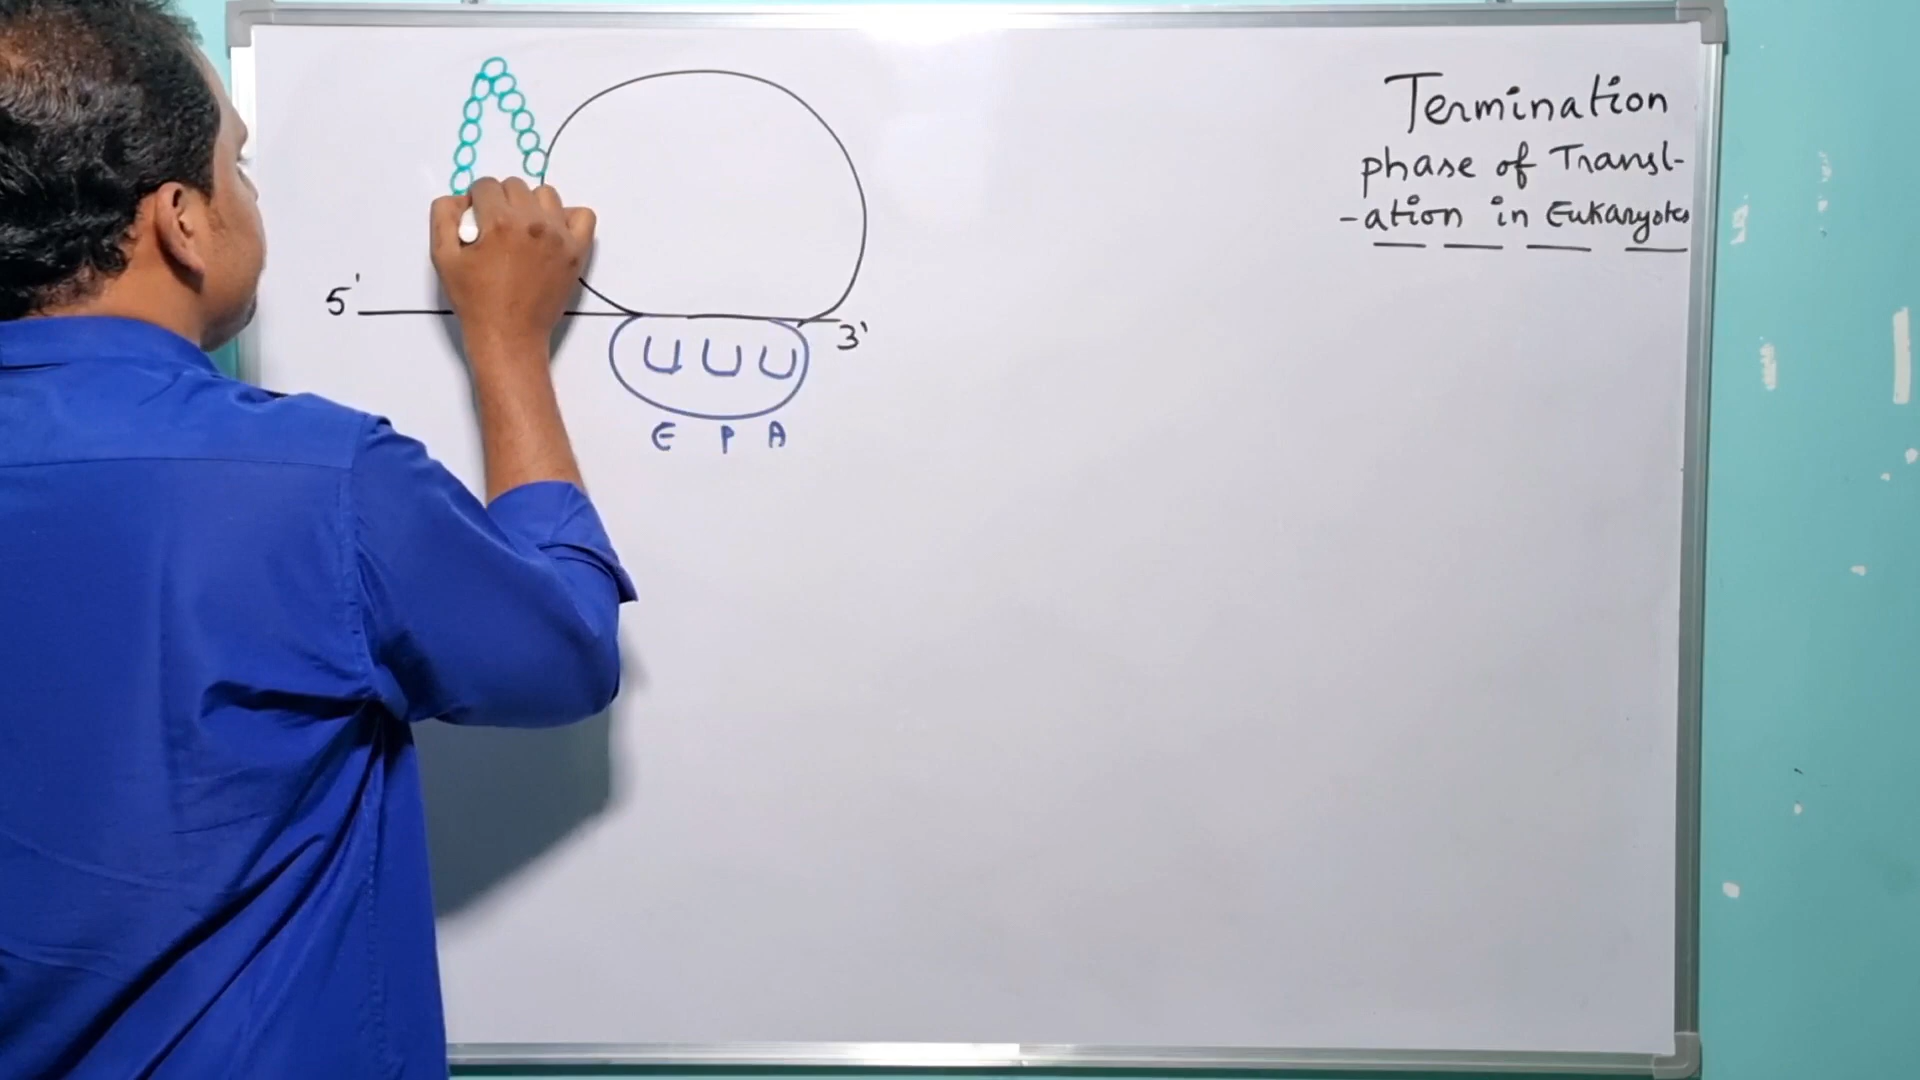 Termination
phase of Transl-
-ation in Eukaryotes
5'
3'
E P A